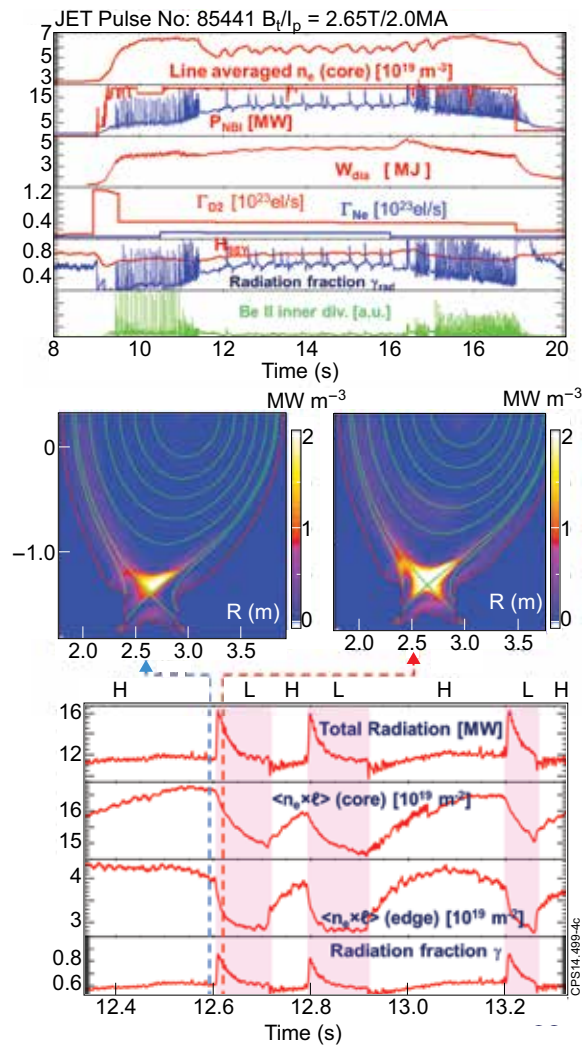 JET Pulse No: 85441 Bt/Ip = 2.65T/2.0MA
7
5
3
Line averaged ne (core) [10^19 m^-3]
15
5
PNBI [MW]
5
3
Wdia [MJ]
1.2
0.4
ΓD2 [10^23el/s]
ΓNe [10^23el/s]
0.8
0.4
Radiation fraction γrad
Be II inner div. [a.u.]
8 10 12 14 16 18 20
Time (s)
MW m^-3 MW m^-3
0
-1.0
2
1
0
2
1
0
R (m) R (m)
2.0 2.5 3.0 3.5 2.0 2.5 3.0 3.5
H L H L H L H
16
12
Total Radiation [MW]
16
15
<ne×ℓ> (core) [10^19 m^-2]
4
3
<ne×ℓ> (edge) [10^19 m^-2]
0.8
0.6
Radiation fraction γ
12.4 12.6 12.8 13.0 13.2
Time (s)
CPS14.499-4c